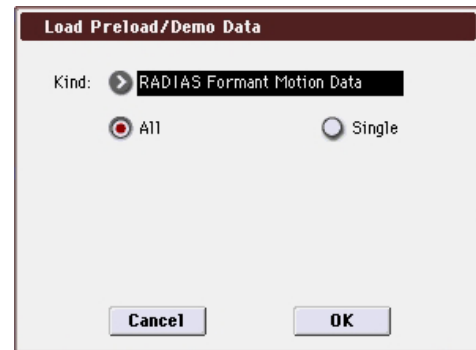 Load Preload/Demo Data
Kind: RADIAS Formant Motion Data
All Single
Cancel OK